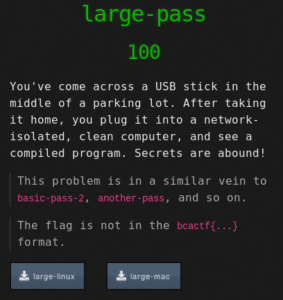 large-pass
100
You've come across a USB stick in the
middle of a parking lot. After taking
it home, you plug it into a network-
isolated, clean computer, and see a
compiled program. Secrets are abound!
This problem is in a similar vein to
basic-pass-2, another-pass, and so on.
The flag is not in the bcactf{...}
format.
large-linux large-mac